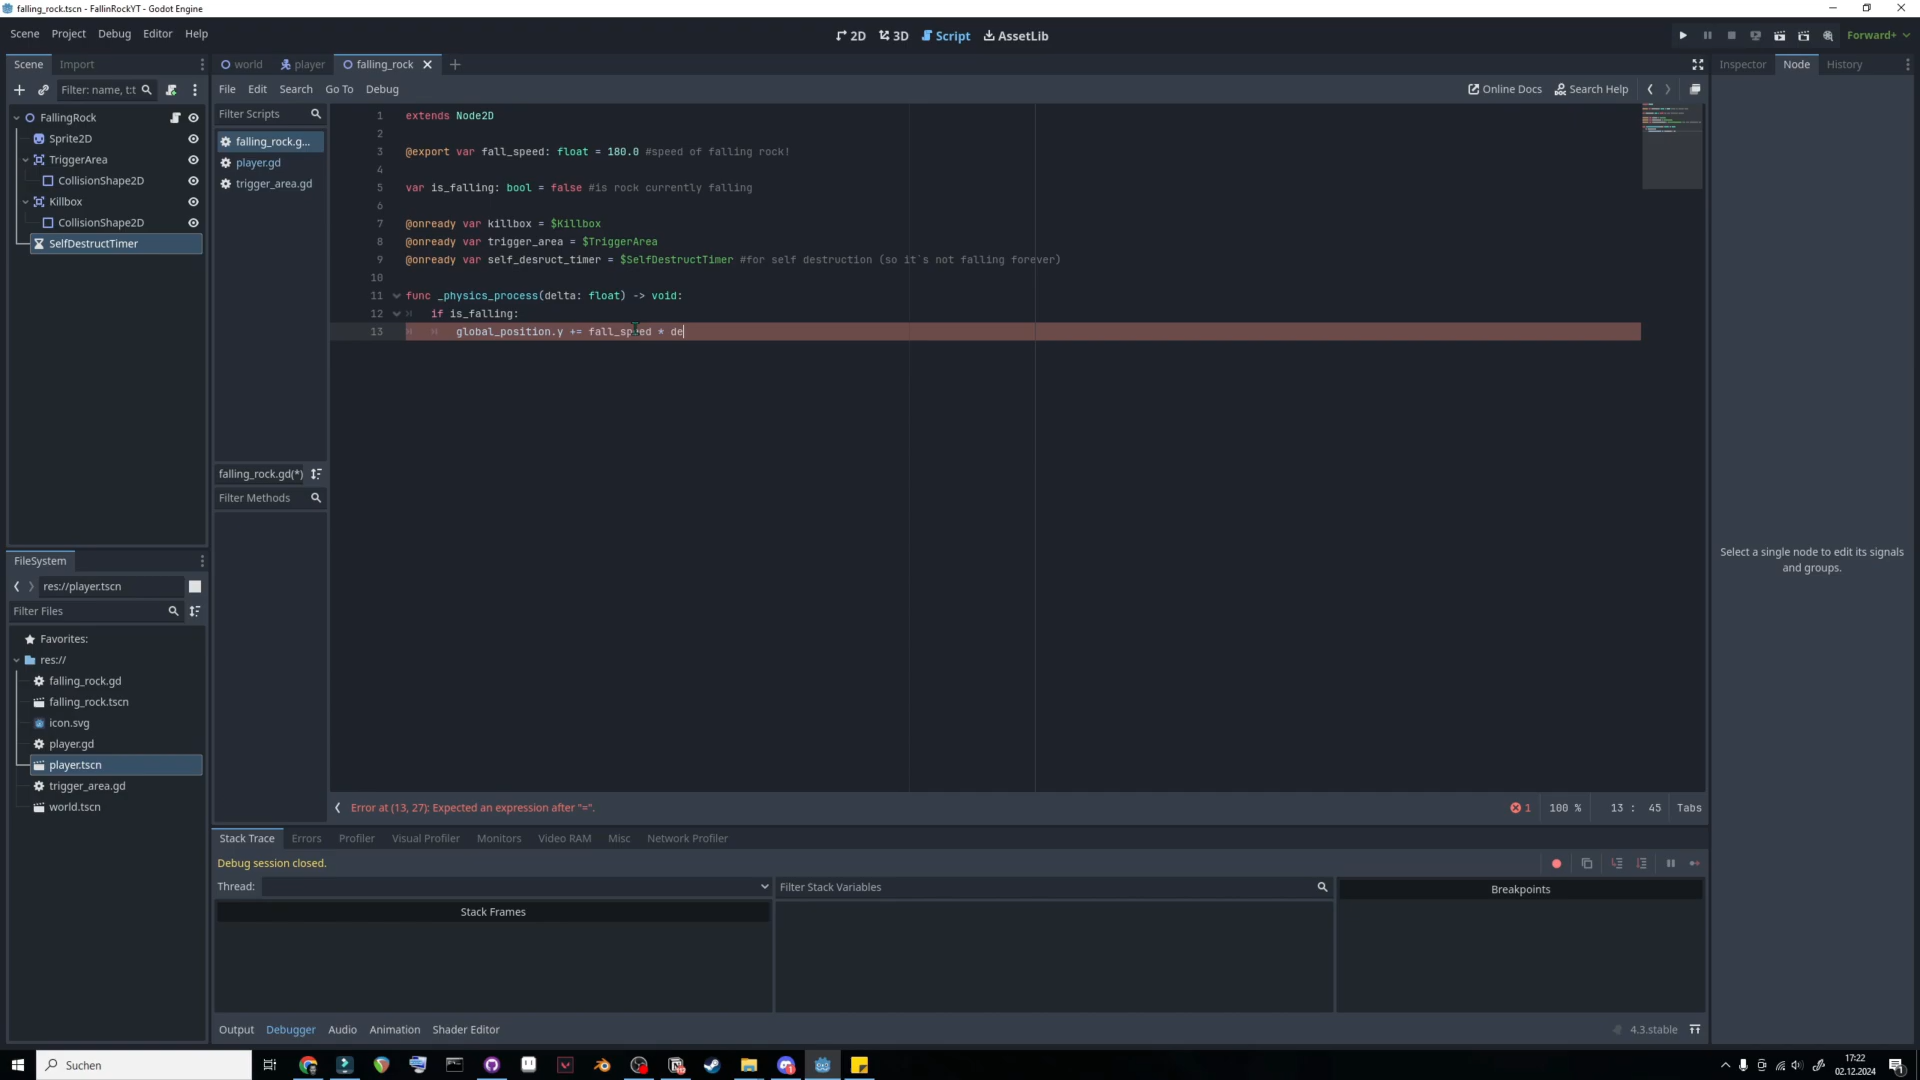 falling_rock.tscn - FallinRockYT - Godot Engine
Scene Project Debug Editor Help
2D 3D Script AssetLib
Forward+
Scene Import
world player falling_rock
Inspector Node History
Filter: name, t:t
File Edit Search Go To Debug
Online Docs Search Help
FallingRock
Sprite2D
TriggerArea
CollisionShape2D
Killbox
CollisionShape2D
SelfDestructTimer
Filter Scripts
falling_rock.g...
player.gd
trigger_area.gd
falling_rock.gd(*)
Filter Methods
1 extends Node2D
2
3 @export var fall_speed: float = 180.0 #speed of falling rock!
4
5 var is_falling: bool = false #is rock currently falling
6
7 @onready var killbox = $Killbox
8 @onready var trigger_area = $TriggerArea
9 @onready var self_desruct_timer = $SelfDestructTimer #for self destruction (so it`s not falling forever)
10
11 func _physics_process(delta: float) -> void:
12 if is_falling:
13 global_position.y += fall_speed * de
Select a single node to edit its signals
and groups.
FileSystem
res://player.tscn
Filter Files
Favorites:
res://
falling_rock.gd
falling_rock.tscn
icon.svg
player.gd
player.tscn
trigger_area.gd
world.tscn
Error at (13, 27): Expected an expression after "=".
1 100 % 13 : 45 Tabs
Stack Trace Errors Profiler Visual Profiler Monitors Video RAM Misc Network Profiler
Debug session closed.
Thread:
Filter Stack Variables
Breakpoints
Stack Frames
Output Debugger Audio Animation Shader Editor
4.3.stable
Suchen
17:22
02.12.2024